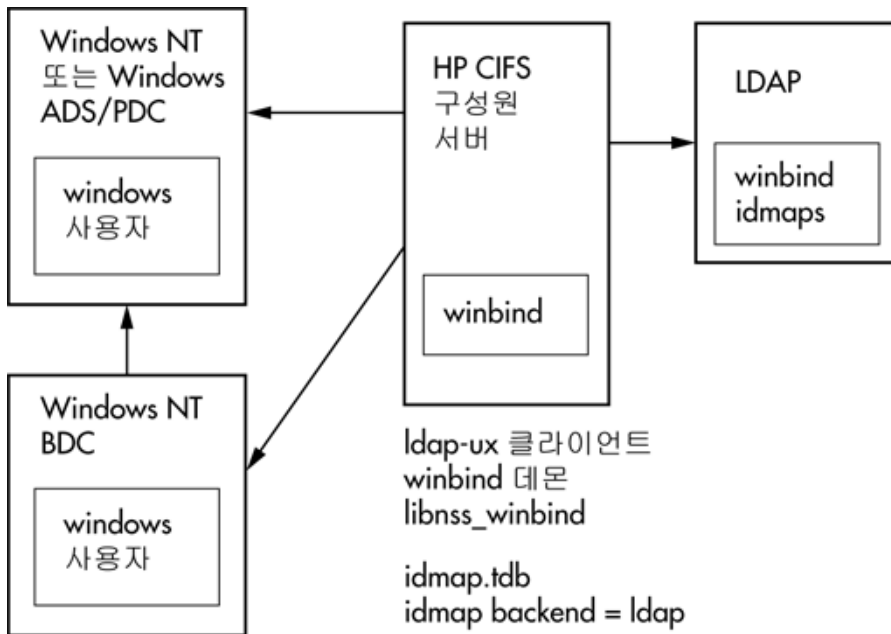 Windows NT
또는 Windows
ADS/PDC
windows
사용자
HP CIFS
구성원
서버
winbind
LDAP
winbind
idmaps
Windows NT
BDC
windows
사용자
ldap-ux 클라이언트
winbind 데몬
libnss_winbind
idmap.tdb
idmap backend = ldap